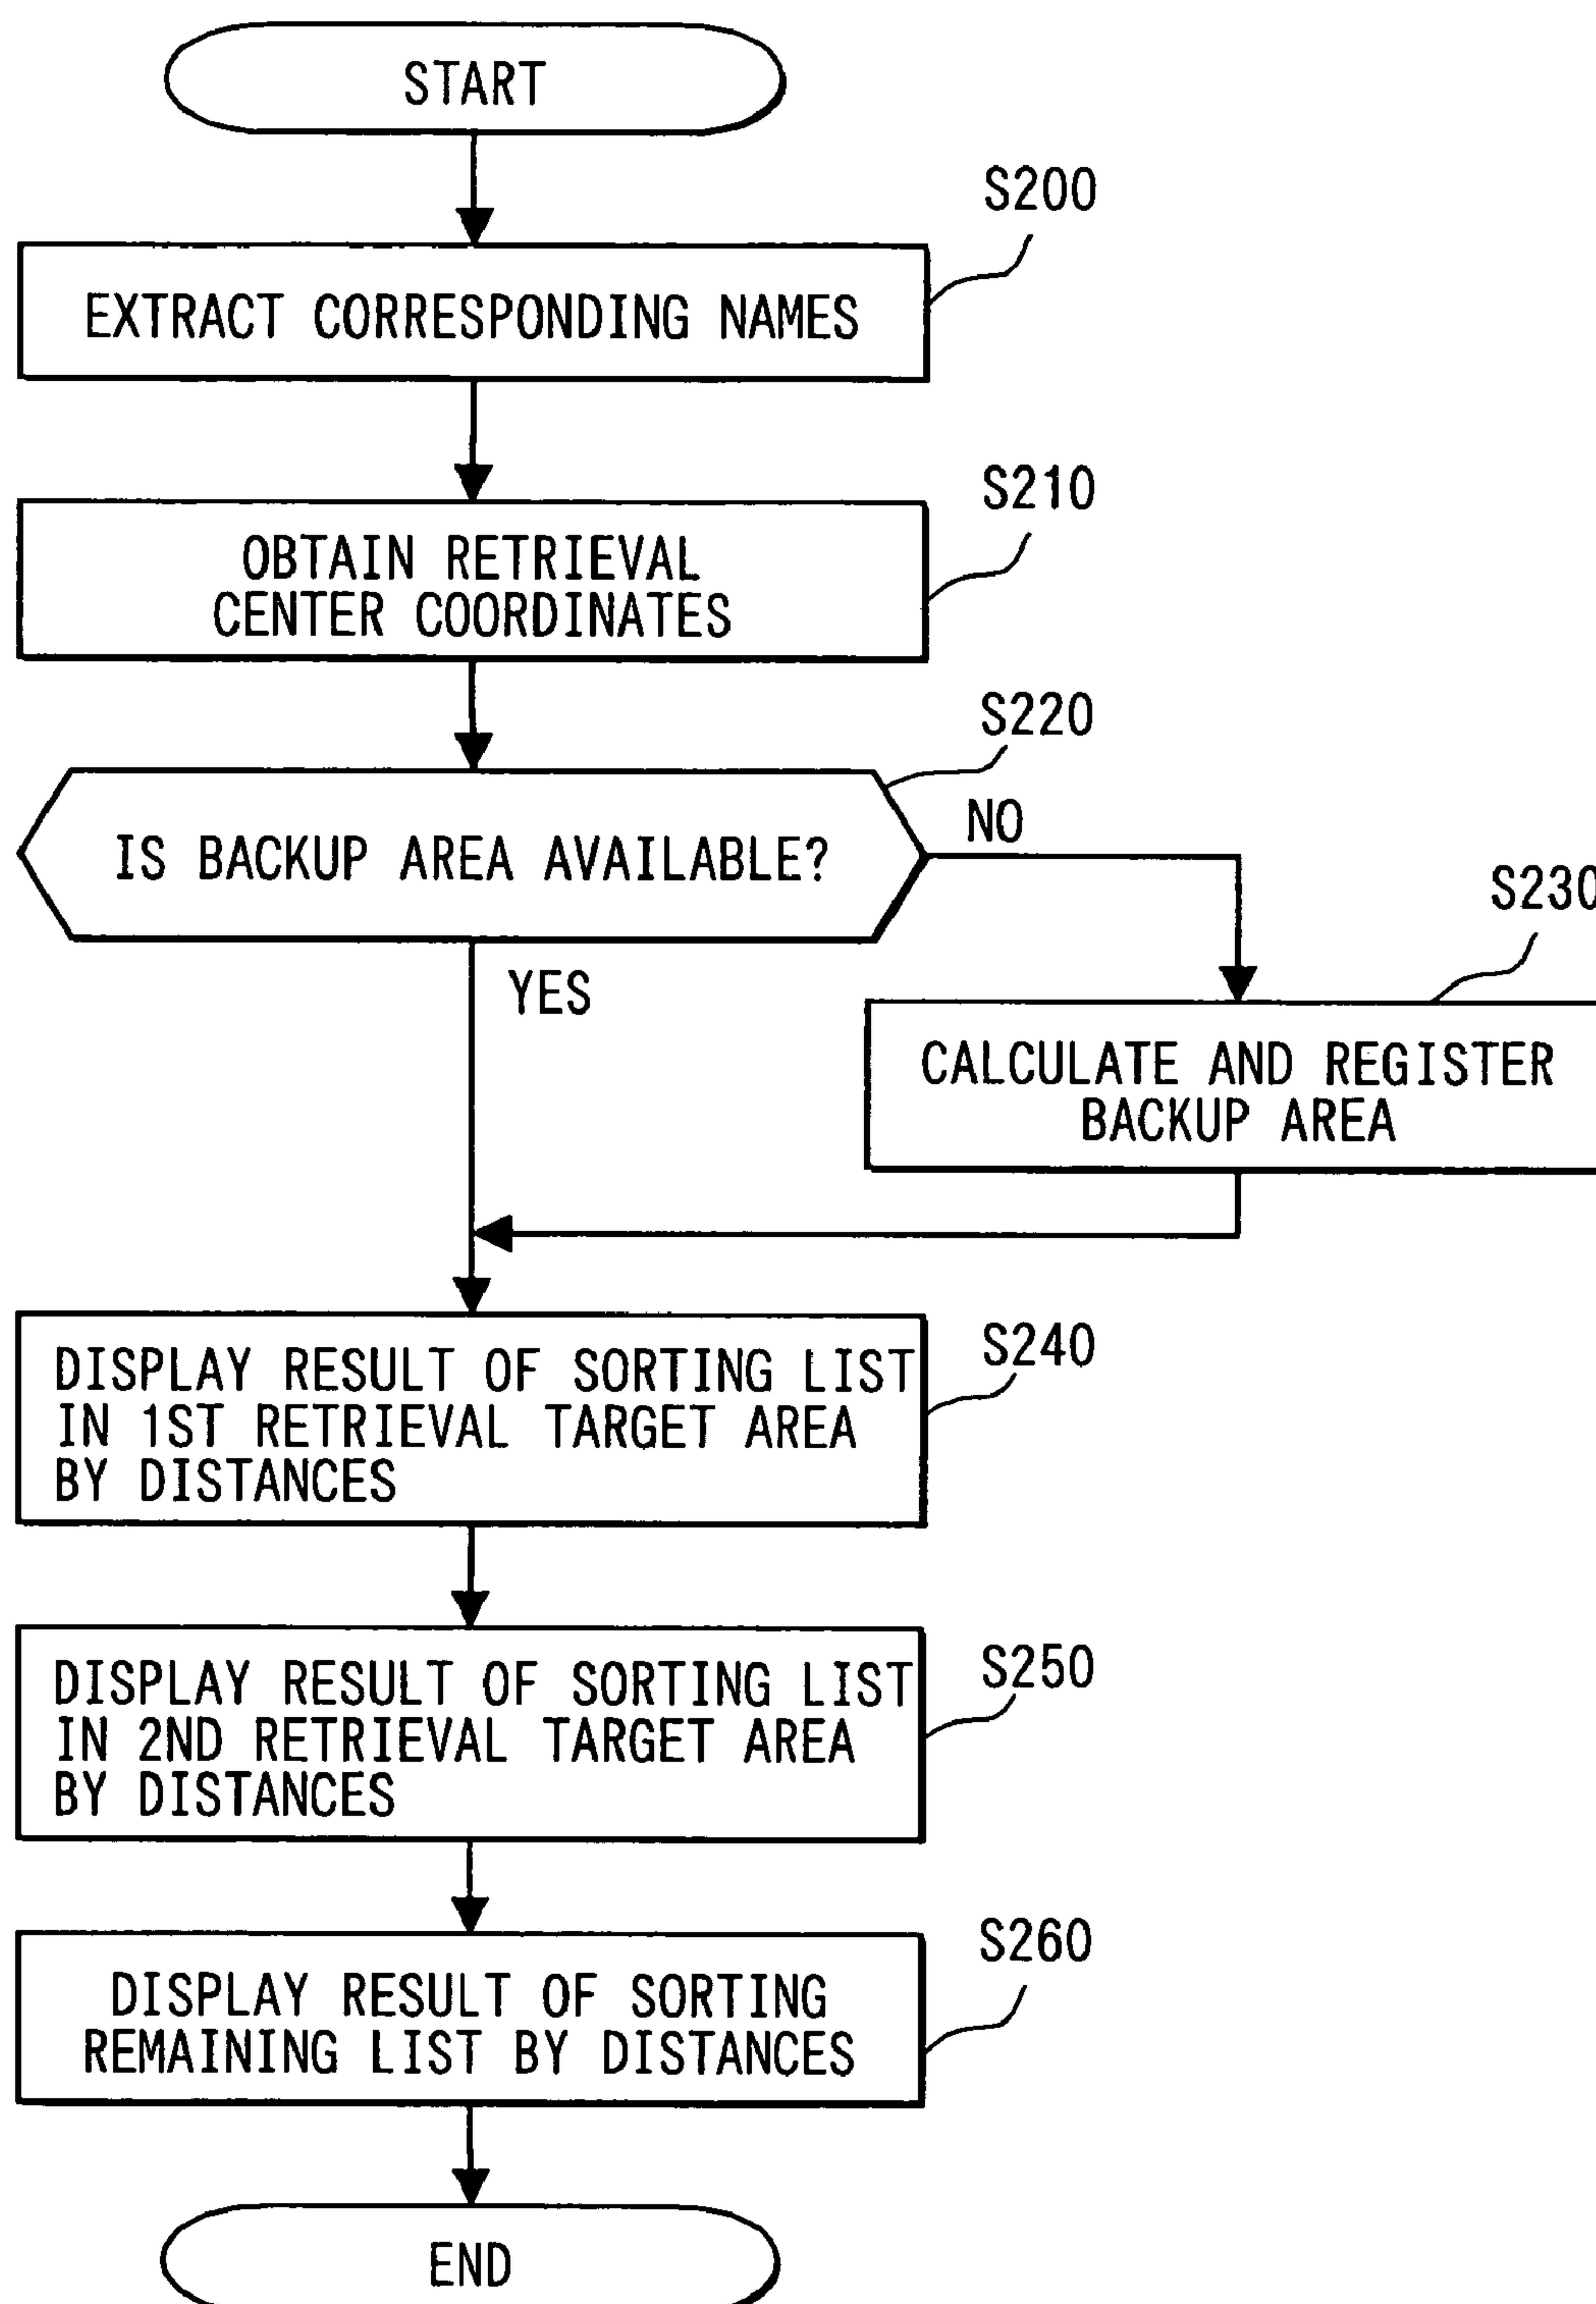 START
S200
EXTRACT CORRESPONDING NAMES
S210
OBTAIN RETRIEVAL
CENTER COORDINATES
S220
IS BACKUP AREA AVAILABLE?
NO
YES
S230
CALCULATE AND REGISTER
BACKUP AREA
S240
DISPLAY RESULT OF SORTING LIST
IN 1ST RETRIEVAL TARGET AREA
BY DISTANCES
S250
DISPLAY RESULT OF SORTING LIST
IN 2ND RETRIEVAL TARGET AREA
BY DISTANCES
S260
DISPLAY RESULT OF SORTING
REMAINING LIST BY DISTANCES
END